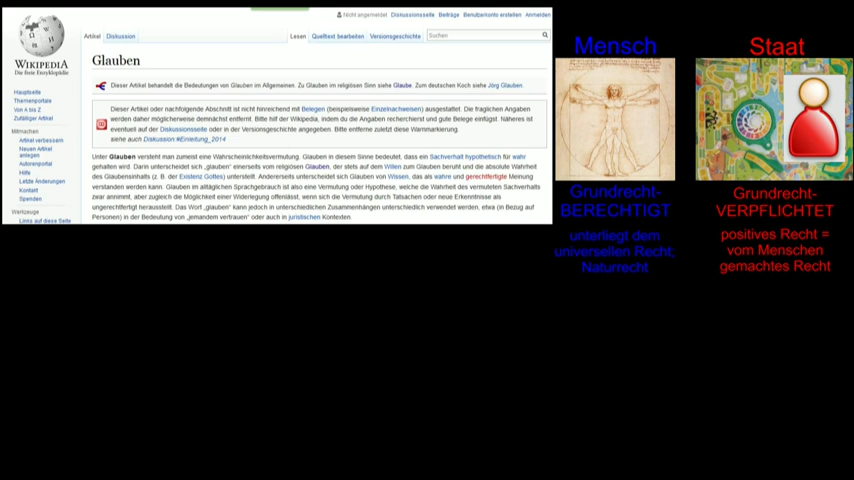 Nicht angemeldet Diskussionsseite Beiträge Benutzerkonto erstellen Anmelden
Artikel Diskussion Lesen Quelltext bearbeiten Versionsgeschichte Suchen
WIKIPEDIA
Die freie Enzyklopädie
Hauptseite
Themenportale
Von A bis Z
Zufälliger Artikel
Mitmachen
Artikel verbessern
Neuen Artikel
anlegen
Autorenportal
Hilfe
Letzte Änderungen
Kontakt
Spenden
Werkzeuge
Links auf diese Seite
Glauben
Dieser Artikel behandelt die Bedeutungen von Glauben im Allgemeinen. Zu Glauben im religiösen Sinn siehe Glaube. Zum deutschen Koch siehe Jörg Glauben.
Dieser Artikel oder nachfolgende Abschnitt ist nicht hinreichend mit Belegen (beispielsweise Einzelnachweisen) ausgestattet. Die fraglichen Angaben
werden daher möglicherweise demnächst entfernt. Bitte hilf der Wikipedia, indem du die Angaben recherchierst und gute Belege einfügst. Näheres ist
eventuell auf der Diskussionsseite oder in der Versionsgeschichte angegeben. Bitte entferne zuletzt diese Warnmarkierung.
siehe auch Diskussion #Einleitung_2014
Unter Glauben versteht man zumeist eine Wahrscheinlichkeitsvermutung. Glauben in diesem Sinne bedeutet, dass ein Sachverhalt hypothetisch für wahr
gehalten wird. Darin unterscheidet sich „glauben“ einerseits vom religiösen Glauben, der stets auf dem Willen zum Glauben beruht und die absolute Wahrheit
des Glaubensinhalts (z. B. der Existenz Gottes) unterstellt. Andererseits unterscheidet sich Glauben von Wissen, das als wahre und gerechtfertigte Meinung
verstanden werden kann. Glauben im alltäglichen Sprachgebrauch ist also eine Vermutung oder Hypothese, welche die Wahrheit des vermuteten Sachverhalts
zwar annimmt, aber zugleich die Möglichkeit einer Widerlegung offenlässt, wenn sich die Vermutung durch Tatsachen oder neue Erkenntnisse als
ungerechtfertigt herausstellt. Das Wort „glauben“ kann jedoch in unterschiedlichen Zusammenhängen unterschiedlich verwendet werden, etwa (in Bezug auf
Personen) in der Bedeutung von „jemandem vertrauen“ oder auch in juristischen Kontexten.
Mensch
Grundrecht-
BERECHTIGT
unterliegt dem
universellen Recht;
Naturrecht
Staat
Grundrecht-
VERPFLICHTET
positives Recht =
vom Menschen
gemachtes Recht